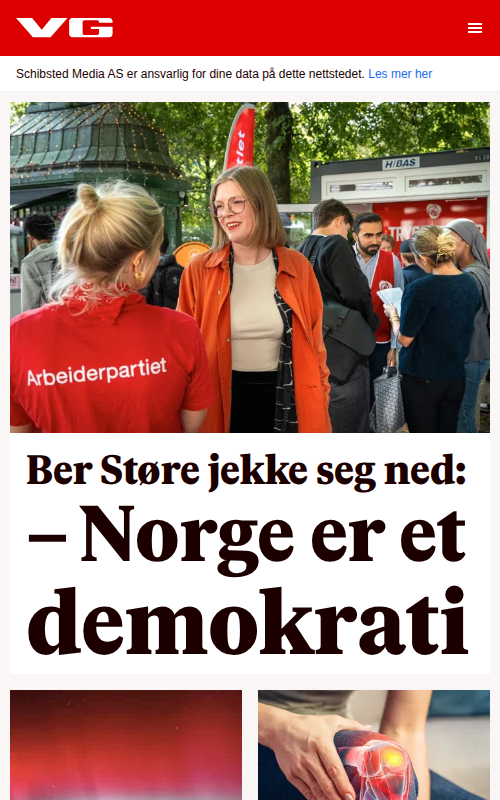 VG
Schibsted Media AS er ansvarlig for dine data på dette nettstedet. Les mer her
HIBAS
Arbeiderpartiet
Ber Støre jekke seg ned:
– Norge er et
demokrati